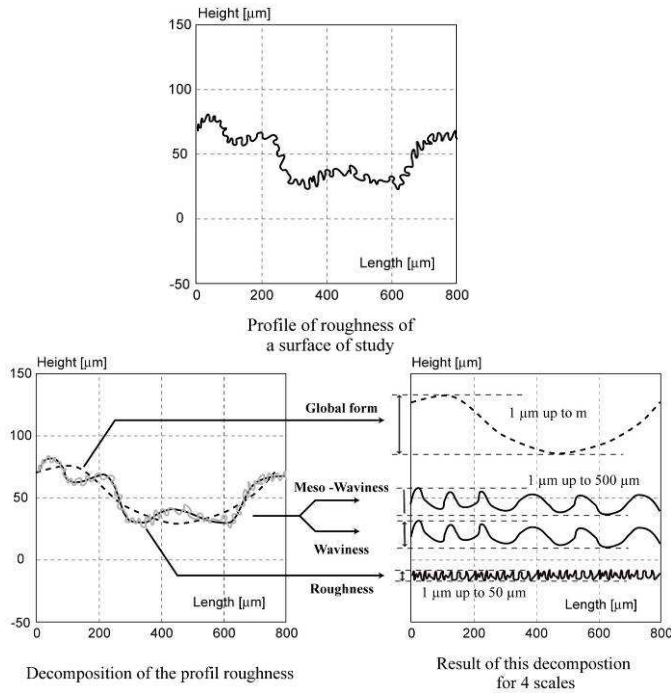 Height [µm]
150
100
50
0
-50
Length [µm]
0 200 400 600 800
Profile of roughness of
a surface of study
Height [µm]
150
100
50
0
-50
Length [µm]
0 200 400 600 800
Decomposition of the profil roughness
Global form
Meso -Waviness
Waviness
Roughness
Height [µm]
1 µm up to m
1 µm up to 500 µm
1 µm up to 50 µm
Length [µm]
0 200 400 600 800
Result of this decompostion
for 4 scales